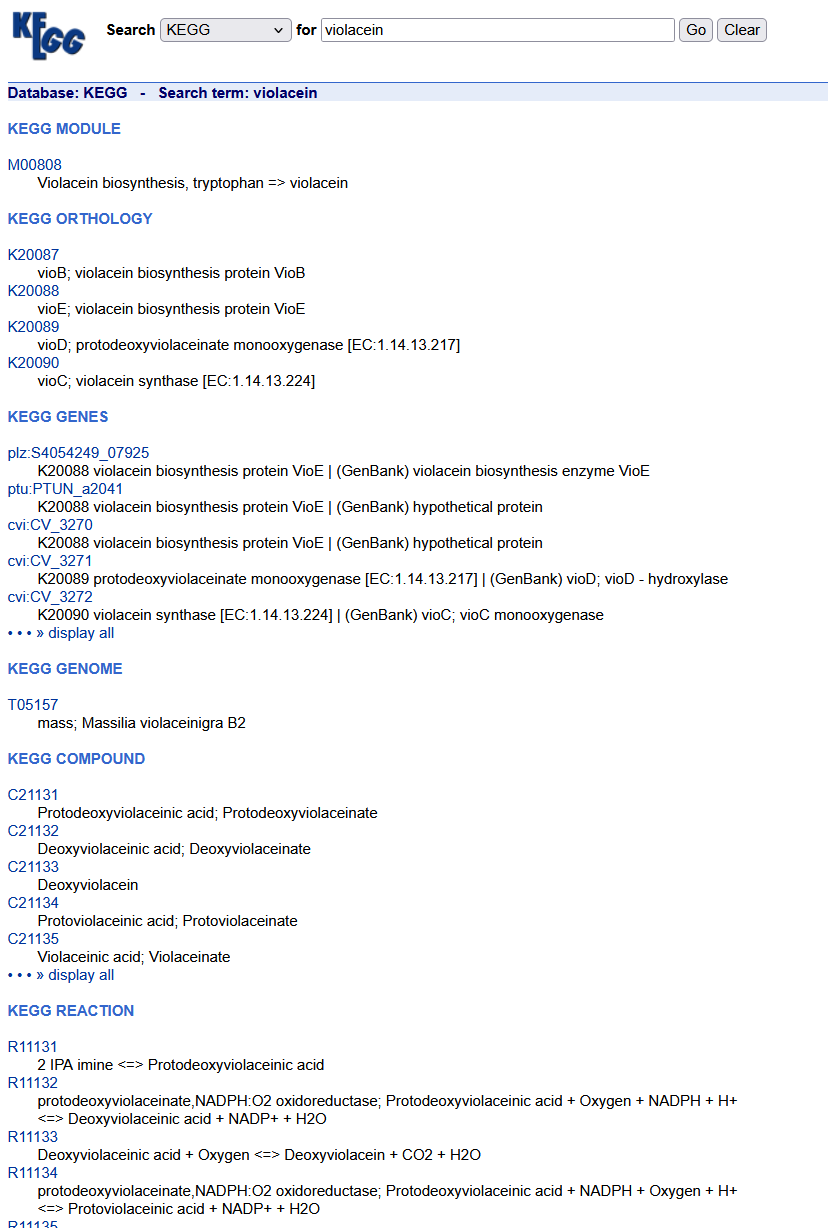 KEGG
Search KEGG for violacein Go Clear
Database: KEGG - Search term: violacein
KEGG MODULE
M00808
Violacein biosynthesis, tryptophan => violacein
KEGG ORTHOLOGY
K20087
vioB; violacein biosynthesis protein VioB
K20088
vioE; violacein biosynthesis protein VioE
K20089
vioD; protodeoxyviolaceinate monooxygenase [EC:1.14.13.217]
K20090
vioC; violacein synthase [EC:1.14.13.224]
KEGG GENES
plz:S4054249_07925
K20088 violacein biosynthesis protein VioE | (GenBank) violacein biosynthesis enzyme VioE
ptu:PTUN_a2041
K20088 violacein biosynthesis protein VioE | (GenBank) hypothetical protein
cvi:CV_3270
K20088 violacein biosynthesis protein VioE | (GenBank) hypothetical protein
cvi:CV_3271
K20089 protodeoxyviolaceinate monooxygenase [EC:1.14.13.217] | (GenBank) vioD; vioD - hydroxylase
cvi:CV_3272
K20090 violacein synthase [EC:1.14.13.224] | (GenBank) vioC; vioC monooxygenase
• • • » display all
KEGG GENOME
T05157
mass; Massilia violaceinigra B2
KEGG COMPOUND
C21131
Protodeoxyviolaceinic acid; Protodeoxyviolaceinate
C21132
Deoxyviolaceinic acid; Deoxyviolaceinate
C21133
Deoxyviolacein
C21134
Protoviolaceinic acid; Protoviolaceinate
C21135
Violaceinic acid; Violaceinate
• • • » display all
KEGG REACTION
R11131
2 IPA imine <=> Protodeoxyviolaceinic acid
R11132
protodeoxyviolaceinate,NADPH:O2 oxidoreductase; Protodeoxyviolaceinic acid + Oxygen + NADPH + H+
<=> Deoxyviolaceinic acid + NADP+ + H2O
R11133
Deoxyviolaceinic acid + Oxygen <=> Deoxyviolacein + CO2 + H2O
R11134
protodeoxyviolaceinate,NADPH:O2 oxidoreductase; Protodeoxyviolaceinic acid + NADPH + Oxygen + H+
<=> Protoviolaceinic acid + NADP+ + H2O
R11135